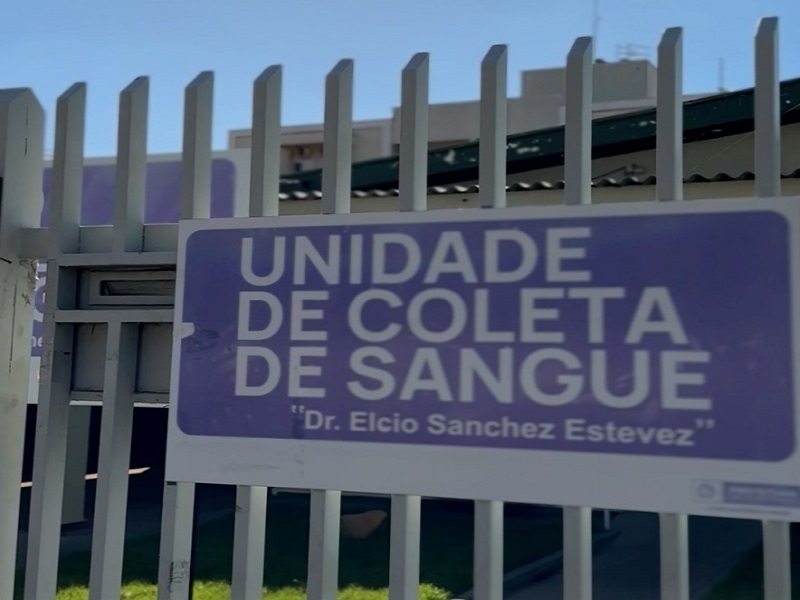 UNIDADE
DE COLETA
DE SANGUE
"Dr. Elcio Sanchez Estevez"